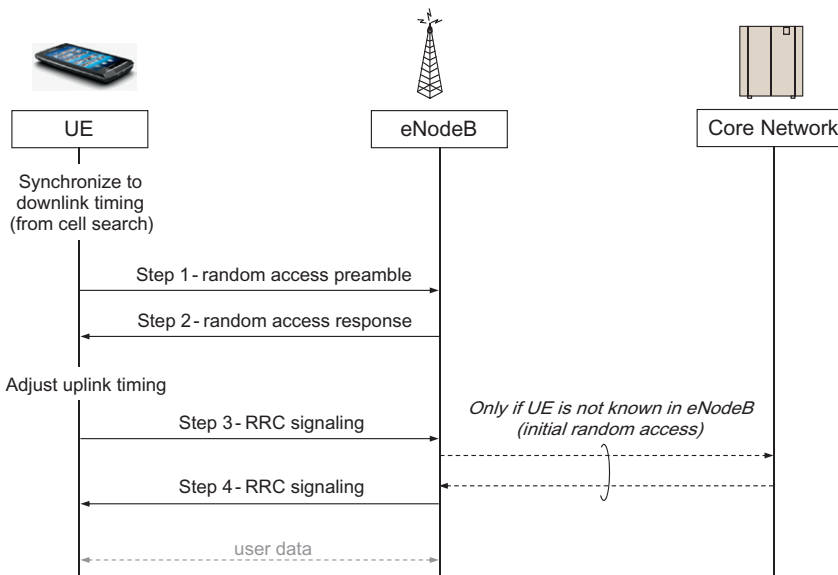 UE
eNodeB
Core Network
Synchronize to
downlink timing
(from cell search)
Step 1 - random access preamble
Step 2 - random access response
Adjust uplink timing
Only if UE is not known in eNodeB
(initial random access)
Step 3 - RRC signaling
Step 4 - RRC signaling
user data